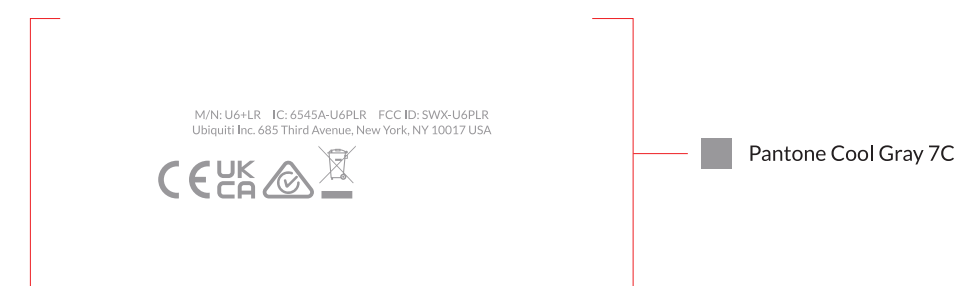 M/N: U6+LR IC: 6545A-U6PLR FCC ID: SWX-U6PLR
Ubiquiti Inc. 685 Third Avenue, New York, NY 10017 USA
CE UK
CA
Pantone Cool Gray 7C